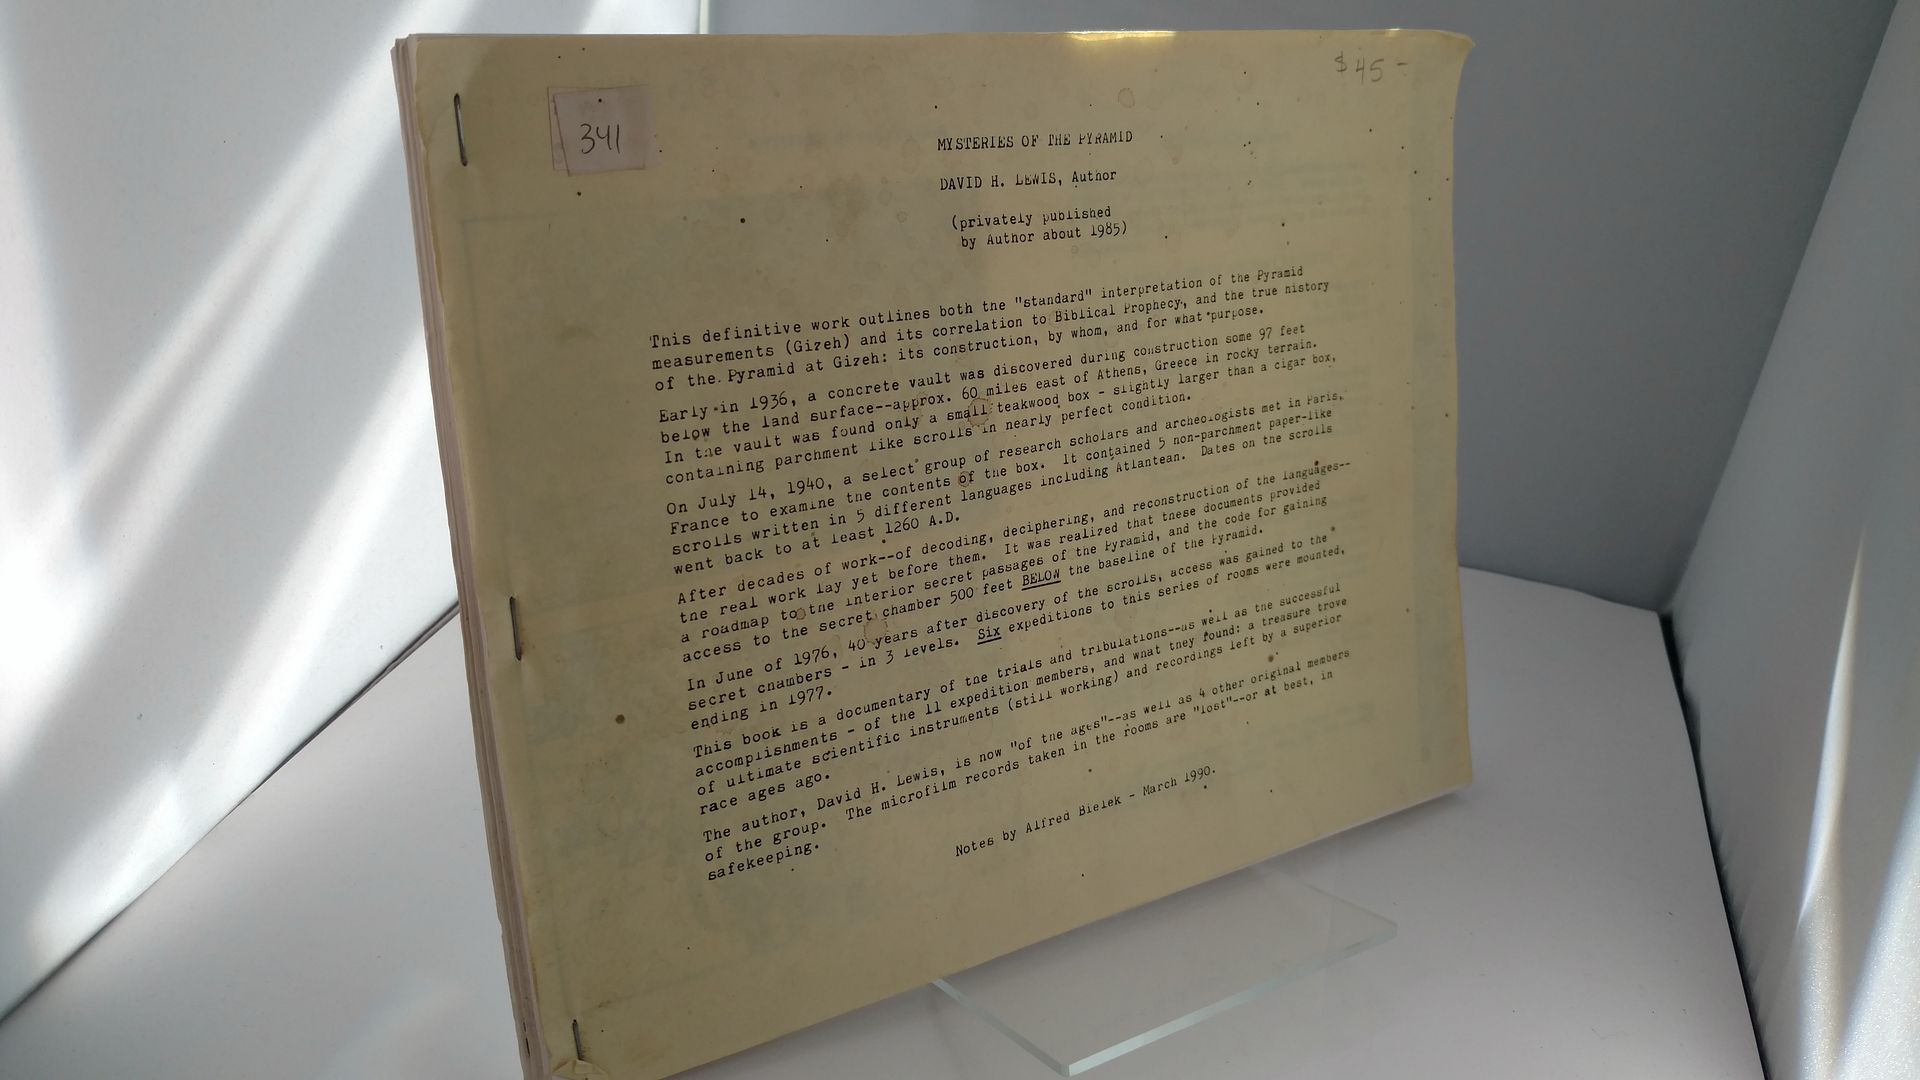 $45-
341
MYSTERIES OF THE PYRAMID
DAVID H. LEWIS, Author
(privately published
by Author about 1985)
This definitive work outlines both the "standard" interpretation of the Pyramid
measurements (Gizeh) and its correlation to Biblical Prophecy, and the true history
of the Pyramid at Gizeh: its construction, by whom, and for what purpose.
Early in 1936, a concrete vault was discovered during construction some 97 feet
below the land surface--approx. 60 miles east of Athens, Greece in rocky terrain.
In the vault was found only a small teakwood box - slightly larger than a cigar box,
containing parchment like scrolls in nearly perfect condition.
On July 14, 1940, a select group of research scholars and archeologists met in Paris,
France to examine the contents of the box. It contained 5 non-parchment paper-like
scrolls written in 5 different languages including Atlantean. Dates on the scrolls
went back to at least 1260 A.D.
After decades of work--of decoding, deciphering, and reconstruction of the languages--
the real work lay yet before them. It was realized that these documents provided
a roadmap to the interior secret passages of the Pyramid, and the code for gaining
access to the secret chamber 500 feet BELOW the baseline of the Pyramid.
In June of 1976, 40 years after discovery of the scrolls, access was gained to the
secret chambers - in 3 levels. Six expeditions to this series of rooms were mounted,
ending in 1977.
This book is a documentary of the trials and tribulations--as well as the successful
accomplishments - of the 11 expedition members, and what they found: a treasure trove
of ultimate scientific instruments (still working) and recordings left by a superior
race ages ago.
The author, David H. Lewis, is now "of the ages"--as well as 4 other original members
of the group. The microfilm records taken in the rooms are "lost"--or at best, in
safekeeping.
Notes by Alfred Bielek - March 1990.